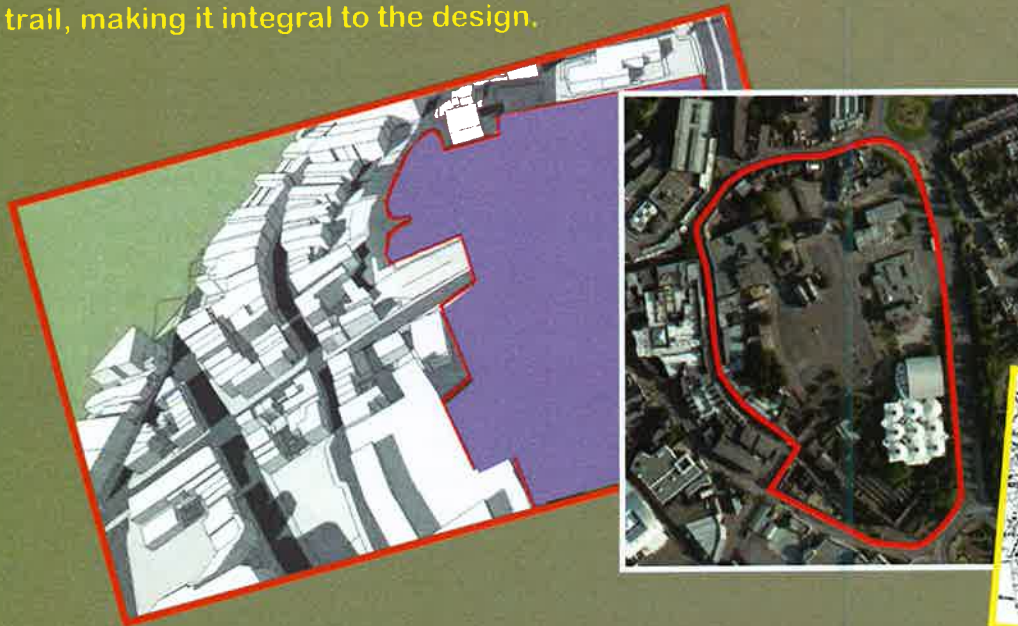 trail, making it integral to the design.